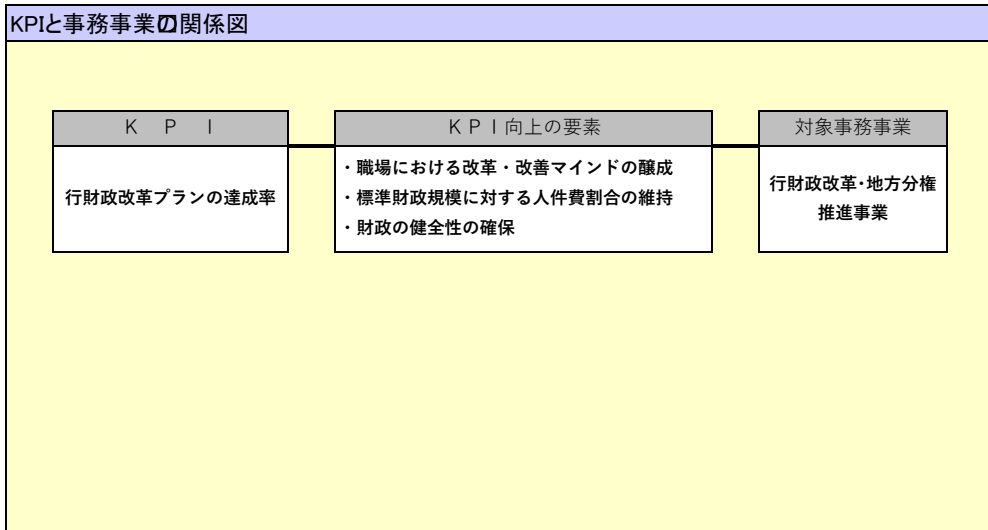 KPIと事務事業の関係図
K P I
行財政改革プランの達成率
KPI向上の要素
・職場における改革・改善マインドの醸成
・標準財政規模に対する人件費割合の維持
・財政の健全性の確保
対象事務事業
行財政改革・地方分権
推進事業